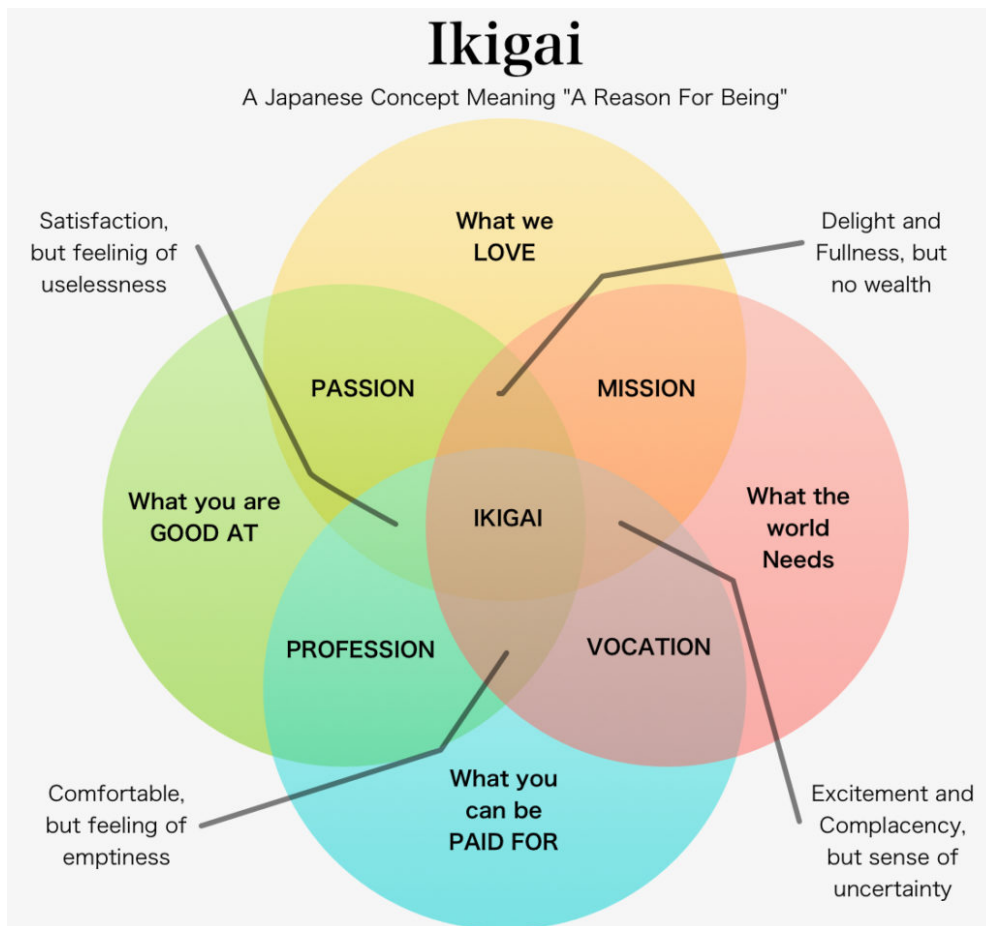 Ikigai
A Japanese Concept Meaning "A Reason For Being"
Satisfaction,
but feelinig of
uselessness
What we
LOVE
Delight and
Fullness, but
no wealth
PASSION
MISSION
What you are
GOOD AT
IKIGAI
What the
world
Needs
PROFESSION
VOCATION
Comfortable,
but feeling of
emptiness
What you
can be
PAID FOR
Excitement and
Complacency,
but sense of
uncertainty